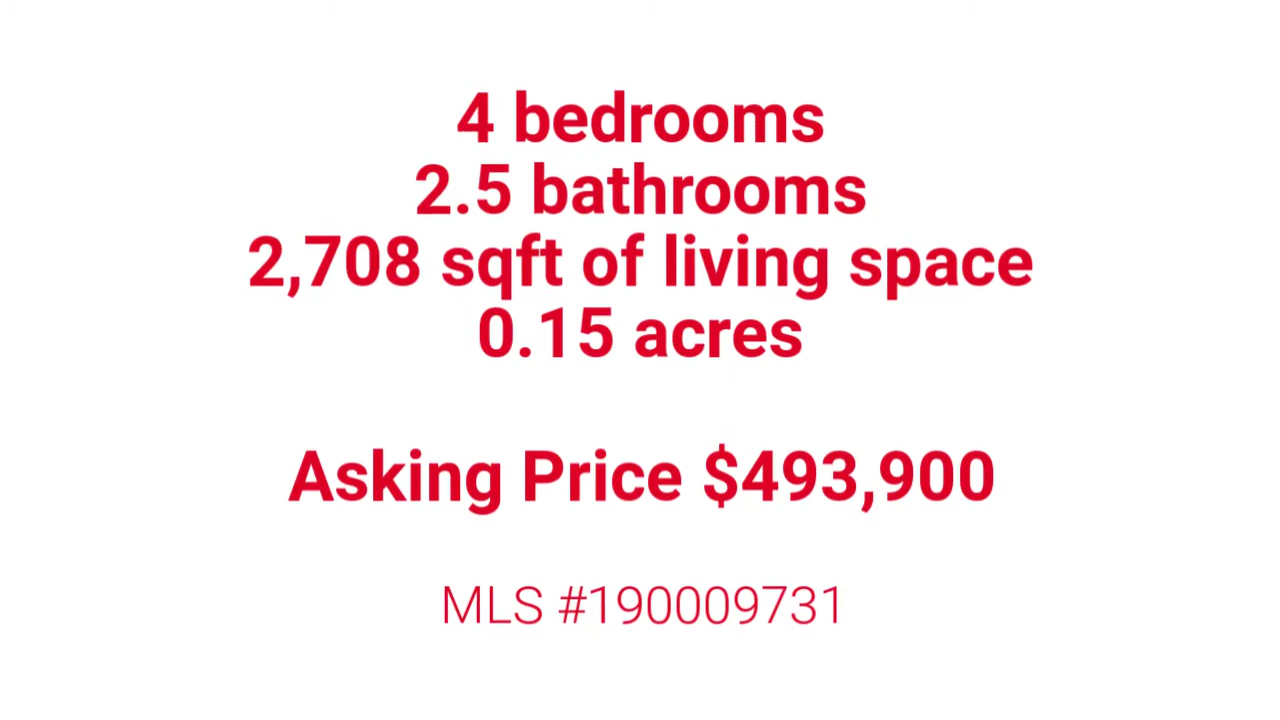 4 bedrooms
2.5 bathrooms
2,708 sqft of living space
0.15 acres
Asking Price $493,900
MLS #190009731